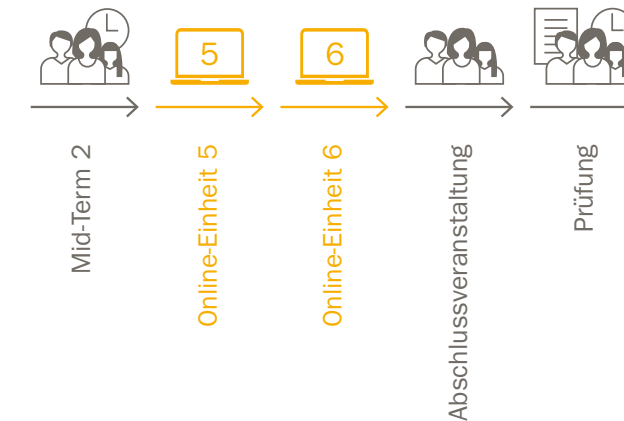 5
6
Mid-Term 2
Online-Einheit 5
Online-Einheit 6
Abschlussveranstaltung
Prüfung